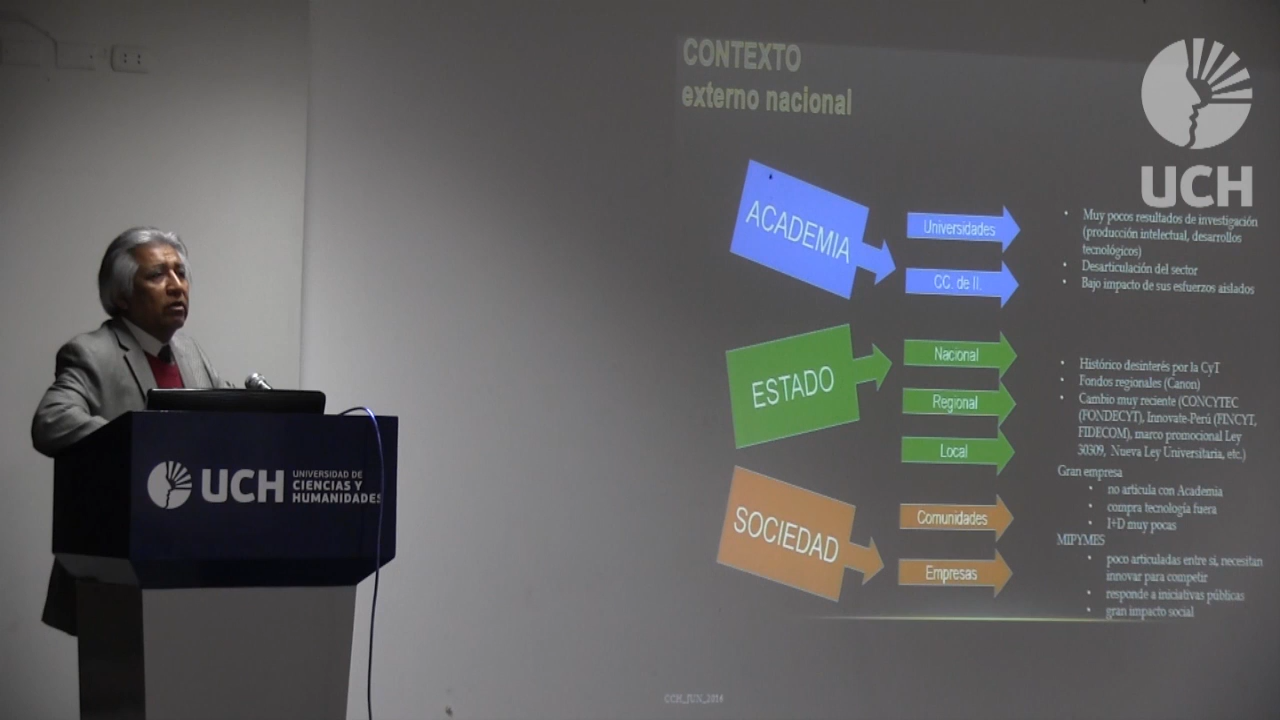 CONTEXTO
externo nacional
UCH
ACADEMIA
Universidades
CC. de II.
• Muy pocos resultados de investigación
(producción intelectual, desarrollos
tecnológicos)
• Desarticulación del sector
• Bajo impacto de sus esfuerzos aislados
ESTADO
Nacional
Regional
Local
• Histórico desinterés por la CyT
• Fondos regionales (Canon)
• Cambio muy reciente (CONCYTEC
(FONDECYT), Innovate-Perú (FINCYT,
FIDECOM), marco promocional Ley
30309, Nueva Ley Universitaria, etc.)
SOCIEDAD
Comunidades
Empresas
Gran empresa
• no articula con Academia
• compra tecnología fuera
• I+D muy pocas
MIPYMES
• poco articuladas entre sí, necesitan
innovar para competir
• responde a iniciativas públicas
• gran impacto social
CCH_JUN_2016
UCH
UNIVERSIDAD DE
CIENCIAS Y
HUMANIDADES